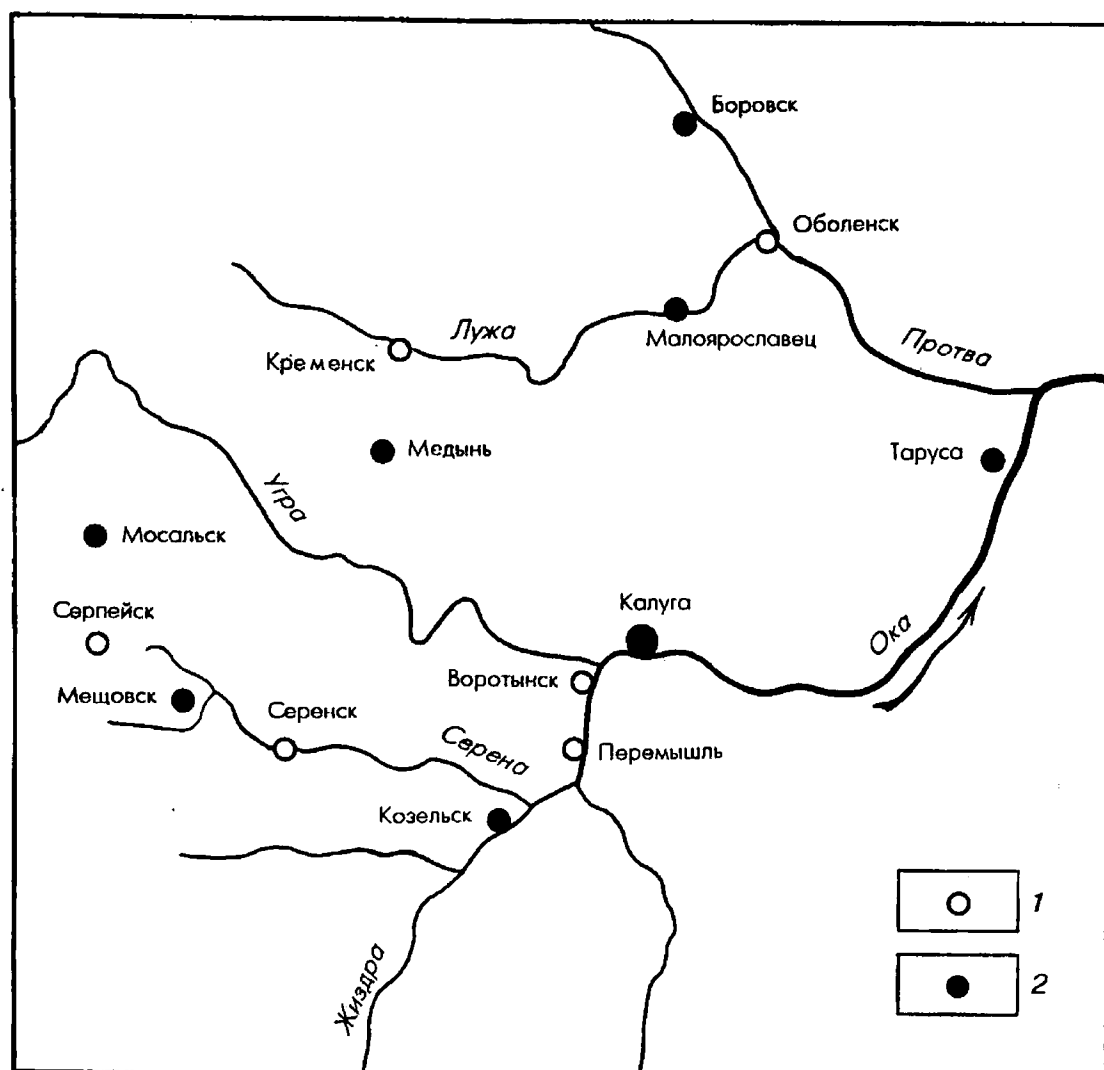 Боровск
Оболенск
Лужа
Малоярославец
Протва
Кременск
Медынь
Таруса
Угра
Мосальск
Калуга
Серпейск
Ока
Воротынск
Мещовск
Серенск
Серена
Перемышль
Козельск
1
Жиздра
2